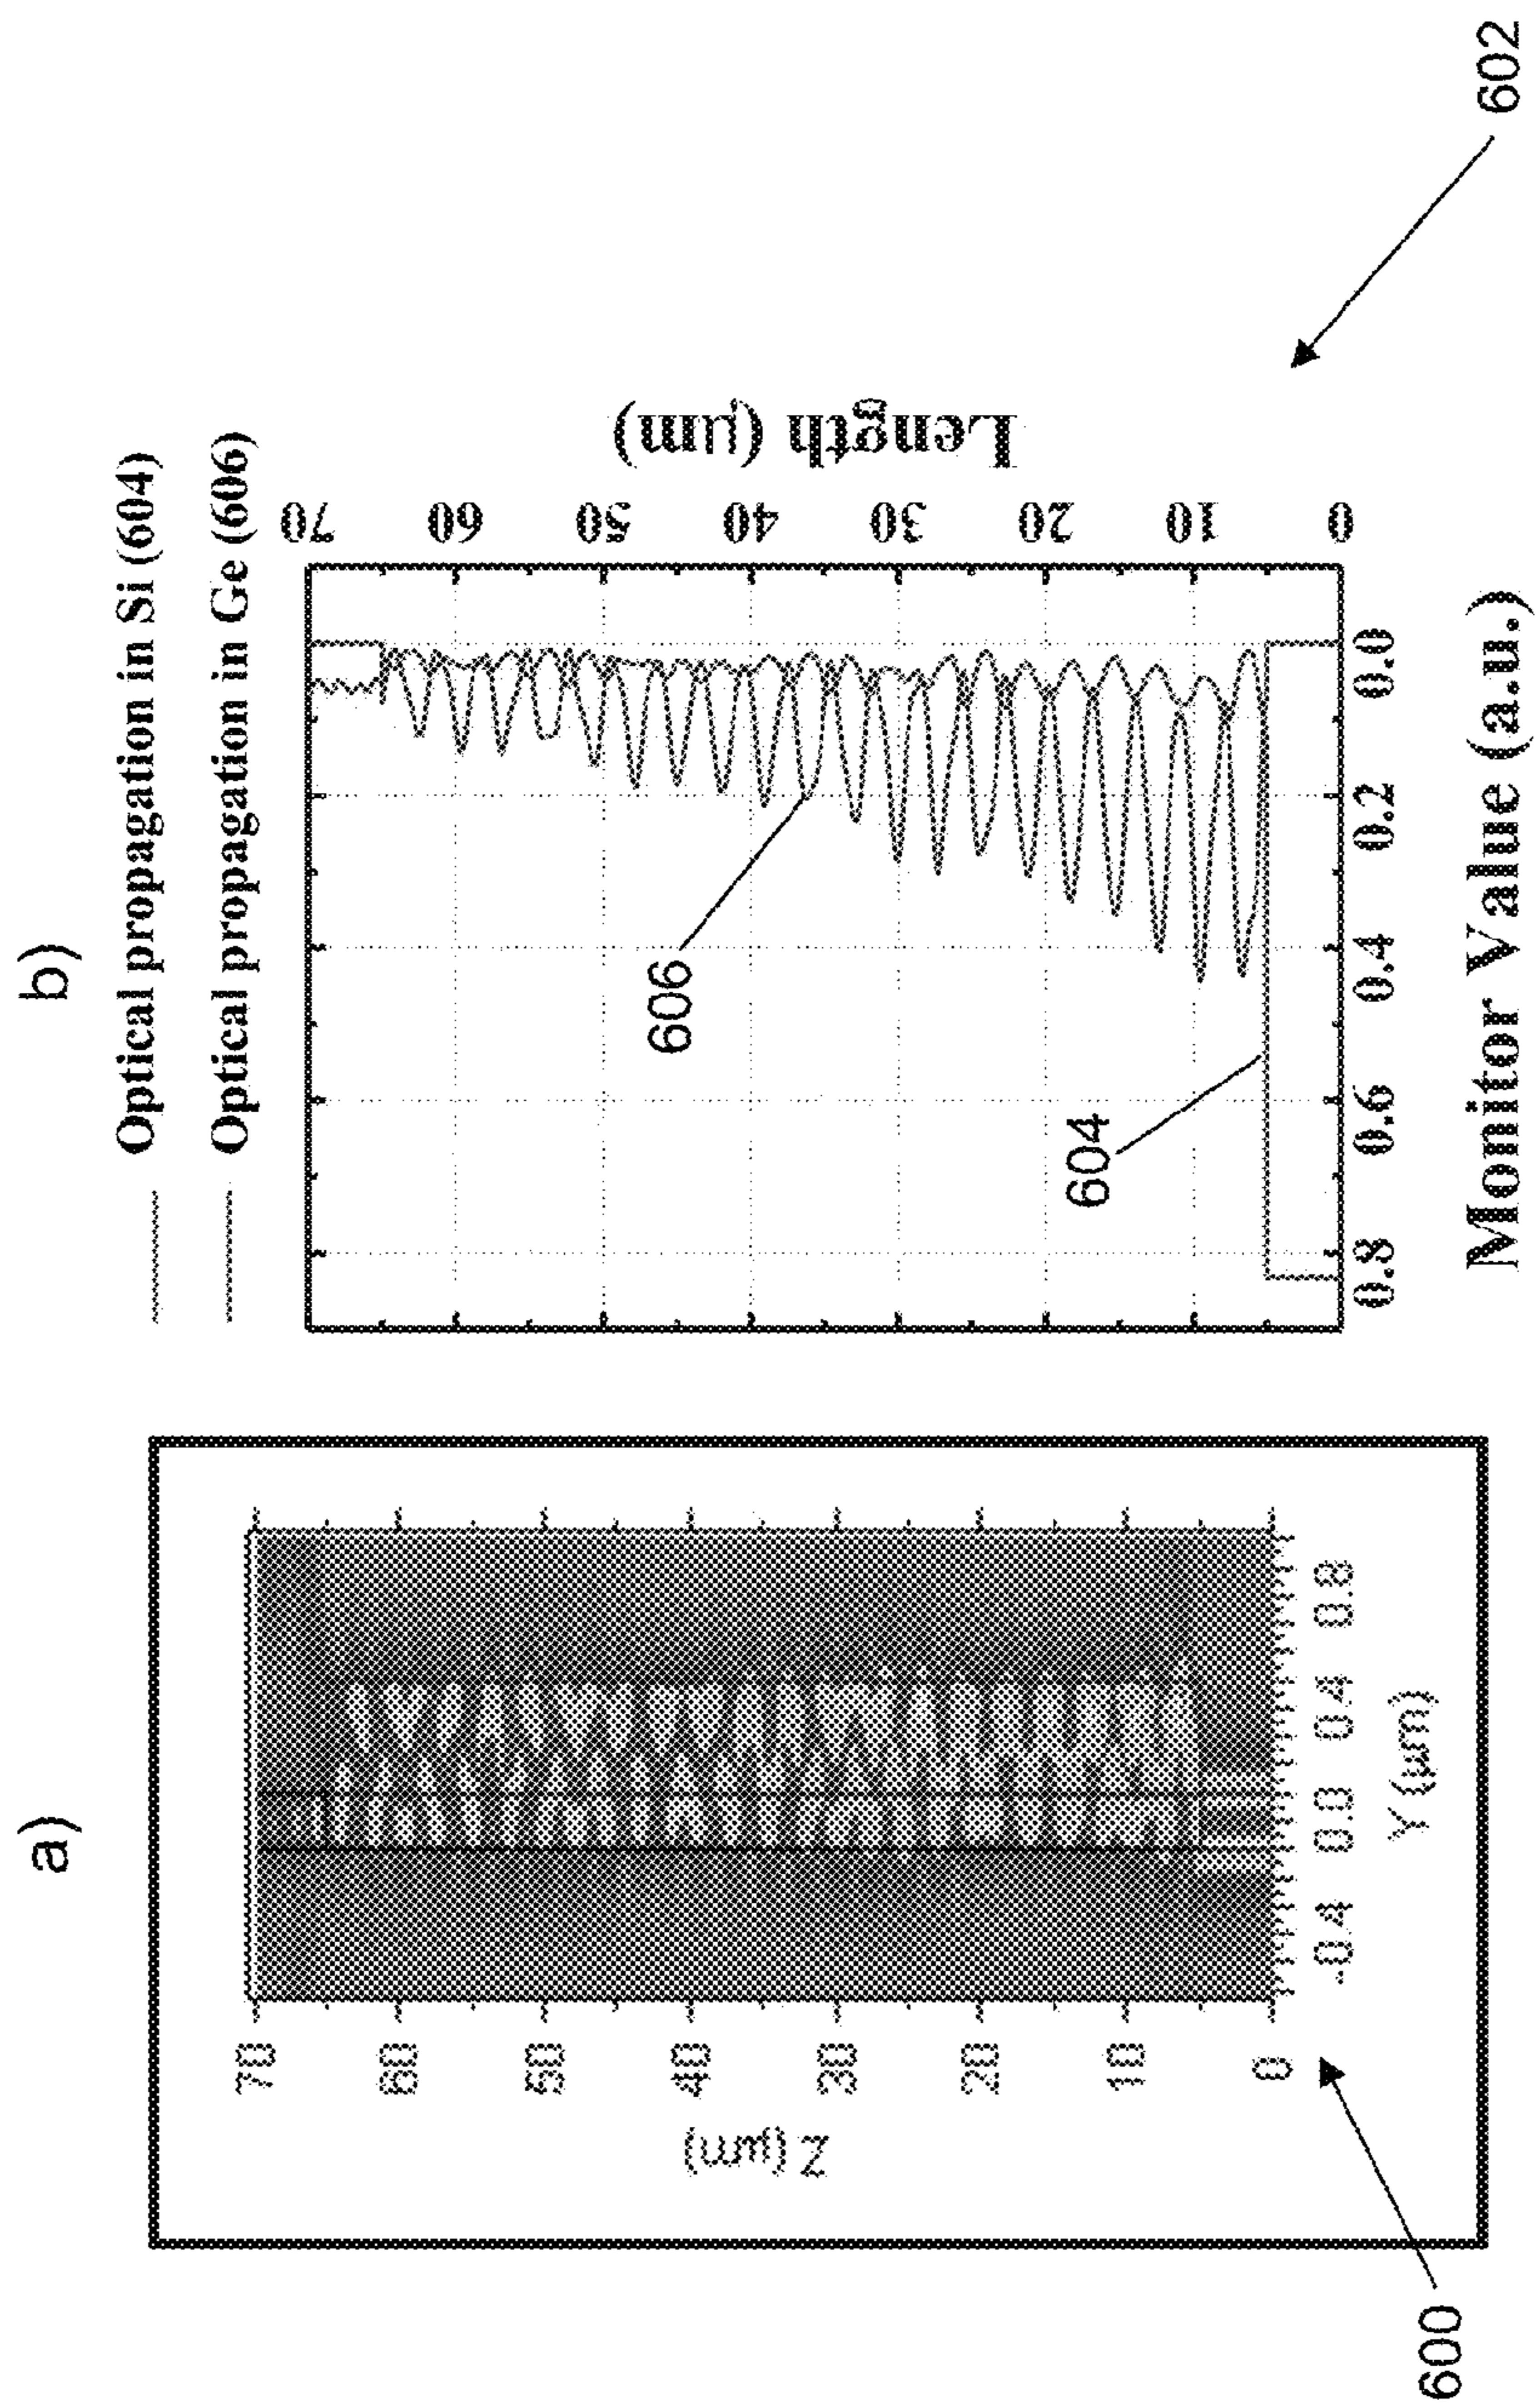 a)
Z (μm)
70
60
50
40
30
20
10
0
-0.4 0.0 0.4 0.8
Y (μm)
600
b)
Optical propagation in Si (604)
Optical propagation in Ge (606)
70
60
50
40
30
20
10
0
Length (μm)
606
604
0.8 0.6 0.4 0.2 0.0
Monitor Value (a.u.)
602